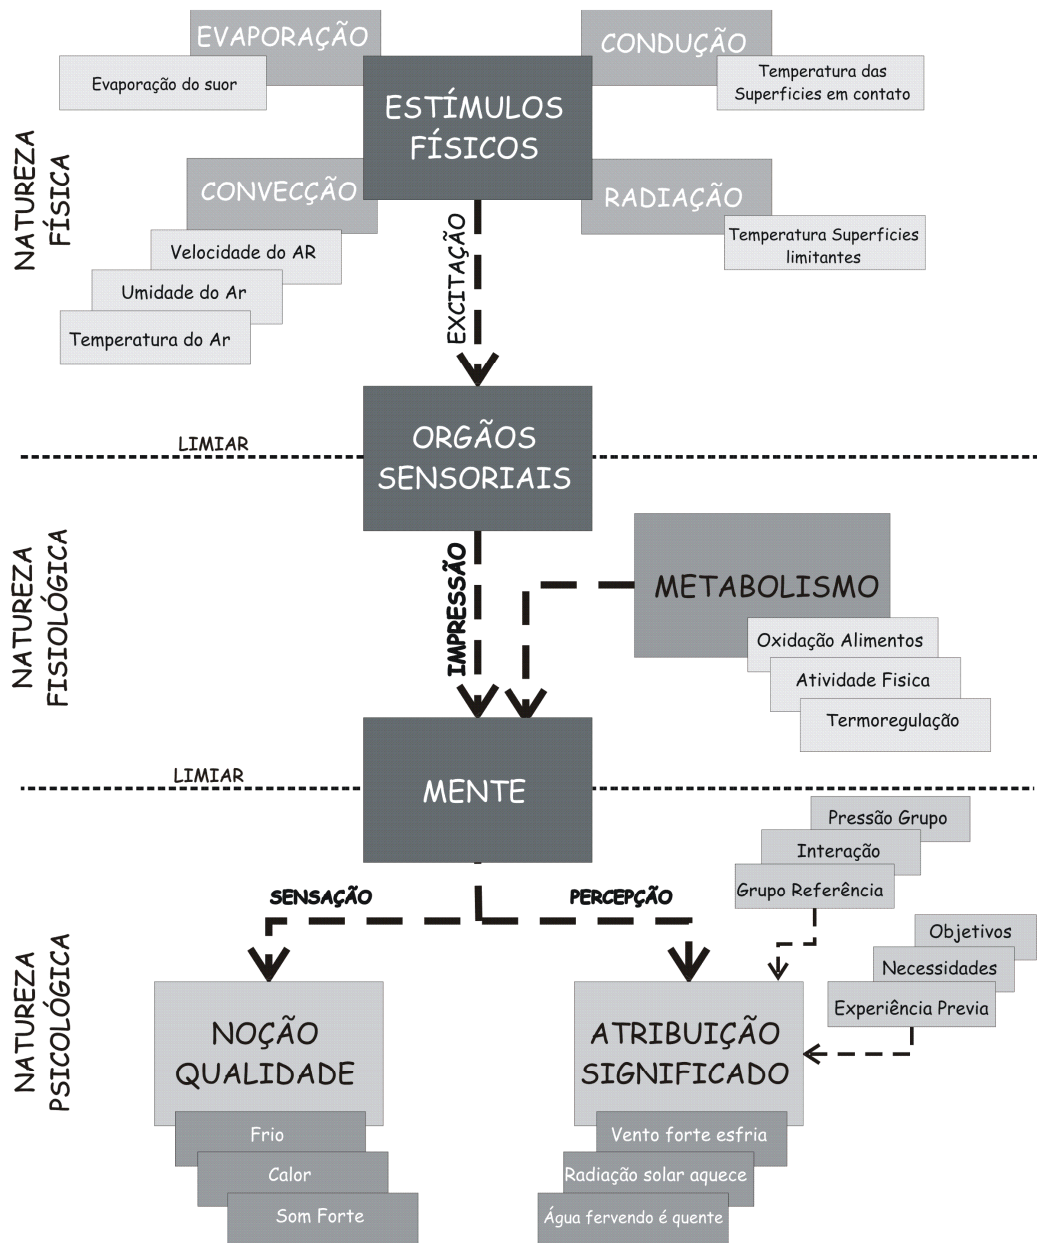 EVAPORAÇÃO
Evaporação do suor
CONDUÇÃO
Temperatura das
Superficies em contato
ESTÍMULOS
FÍSICOS
NATUREZA
FÍSICA
CONVECÇÃO
Velocidade do AR
Umidade do Ar
Temperatura do Ar
RADIAÇÃO
Temperatura Superficies
limitantes
EXCITAÇÃO
LIMIAR
ORGÃOS
SENSORIAIS
NATUREZA
FISIOLÓGICA
IMPRESSÃO
METABOLISMO
Oxidação Alimentos
Atividade Fisica
Termoregulação
LIMIAR
MENTE
NATUREZA
PSICOLÓGICA
SENSAÇÃO
PERCEPÇÃO
Pressão Grupo
Interação
Grupo Referência
Objetivos
Necessidades
Experiência Previa
NOÇÃO
QUALIDADE
Frio
Calor
Som Forte
ATRIBUIÇÃO
SIGNIFICADO
Vento forte esfria
Radiação solar aquece
Água fervendo é quente